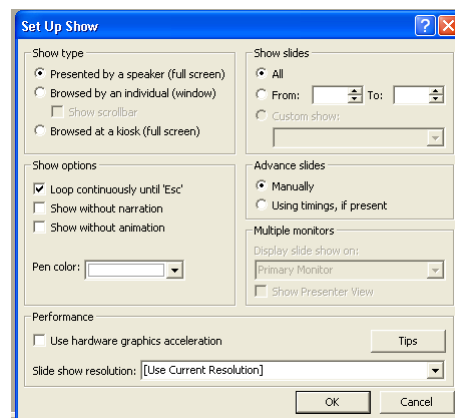 Set Up Show
Show type
Presented by a speaker (full screen)
Browsed by an individual (window)
Show scrollbar
Browsed at a kiosk (full screen)
Show slides
All
From: To:
Custom show:
Show options
Loop continuously until 'Esc'
Show without narration
Show without animation
Pen color:
Advance slides
Manually
Using timings, if present
Multiple monitors
Display slide show on:
Primary Monitor
Show Presenter View
Performance
Use hardware graphics acceleration
Tips
Slide show resolution: [Use Current Resolution]
OK Cancel